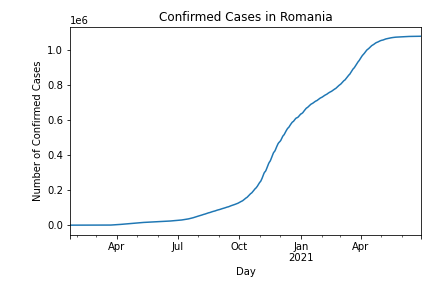 Confirmed Cases in Romania
1e6
Number of Confirmed Cases
1.0
0.8
0.6
0.4
0.2
0.0
Apr Jul Oct Jan Apr
2021
Day